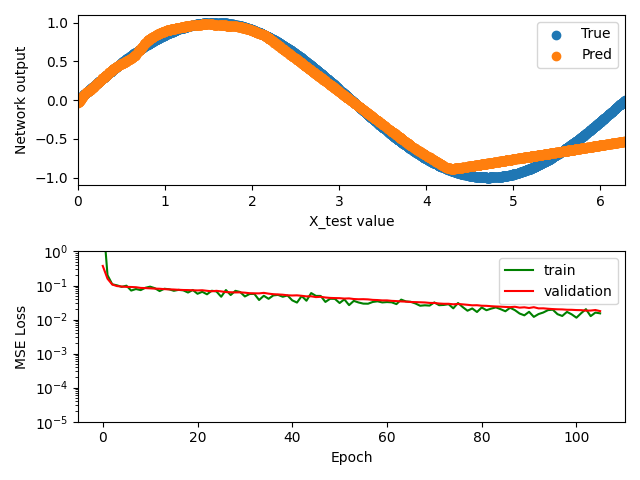 1.0
0.5
0.0
−0.5
−1.0
Network output
True
Pred
0 1 2 3 4 5 6
X_test value
10⁰
10⁻¹
10⁻²
10⁻³
10⁻⁴
10⁻⁵
MSE Loss
train
validation
0 20 40 60 80 100
Epoch